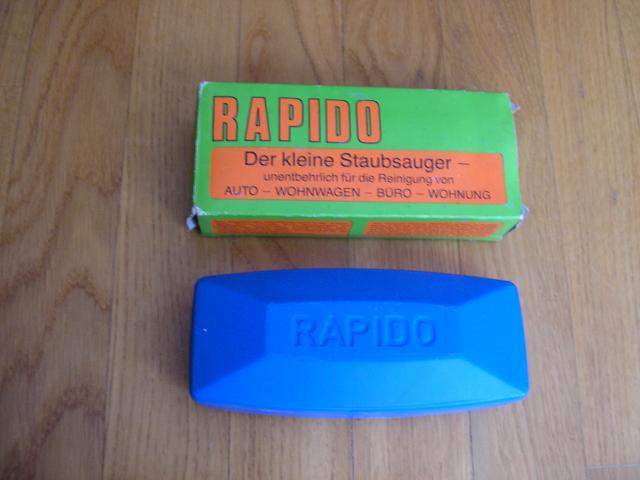 RAPIDO
Der kleine Staubsauger –
unentbehrlich für die Reinigung von
AUTO – WOHNWAGEN – BÜRO – WOHNUNG
RAPIDO